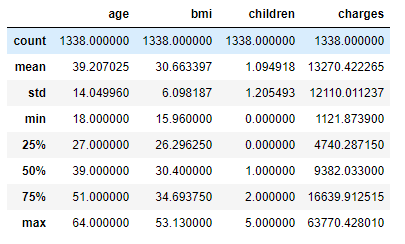 age bmi children charges
count 1338.000000 1338.000000 1338.000000 1338.000000
mean 39.207025 30.663397 1.094918 13270.422265
std 14.049960 6.098187 1.205493 12110.011237
min 18.000000 15.960000 0.000000 1121.873900
25% 27.000000 26.296250 0.000000 4740.287150
50% 39.000000 30.400000 1.000000 9382.033000
75% 51.000000 34.693750 2.000000 16639.912515
max 64.000000 53.130000 5.000000 63770.428010